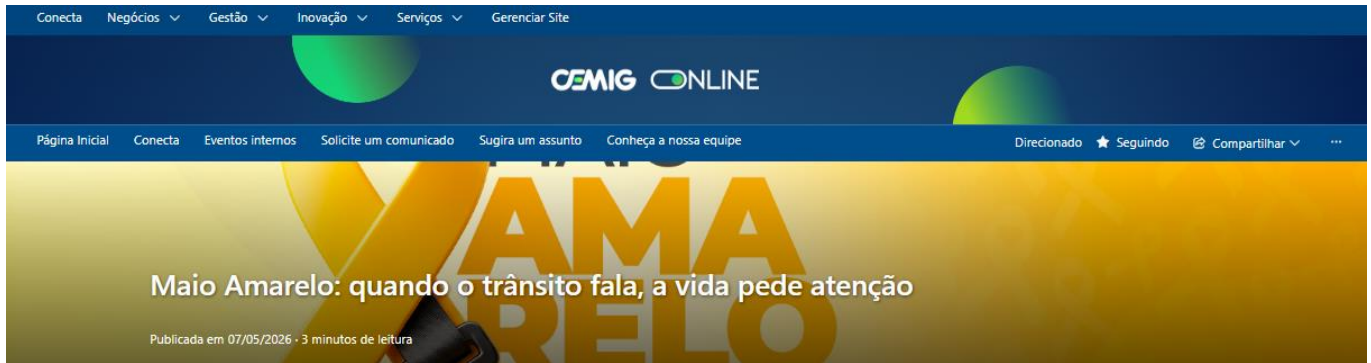 Conecta Negócios Gestão Inovação Serviços Gerenciar Site
CEMIG ONLINE
Página Inicial Conecta Eventos internos Solicite um comunicado Sugira um assunto Conheça a nossa equipe Direcionado Seguindo Compartilhar ...
MAIO
AMA
RELO
Maio Amarelo: quando o trânsito fala, a vida pede atenção
Publicada em 07/05/2026 · 3 minutos de leitura